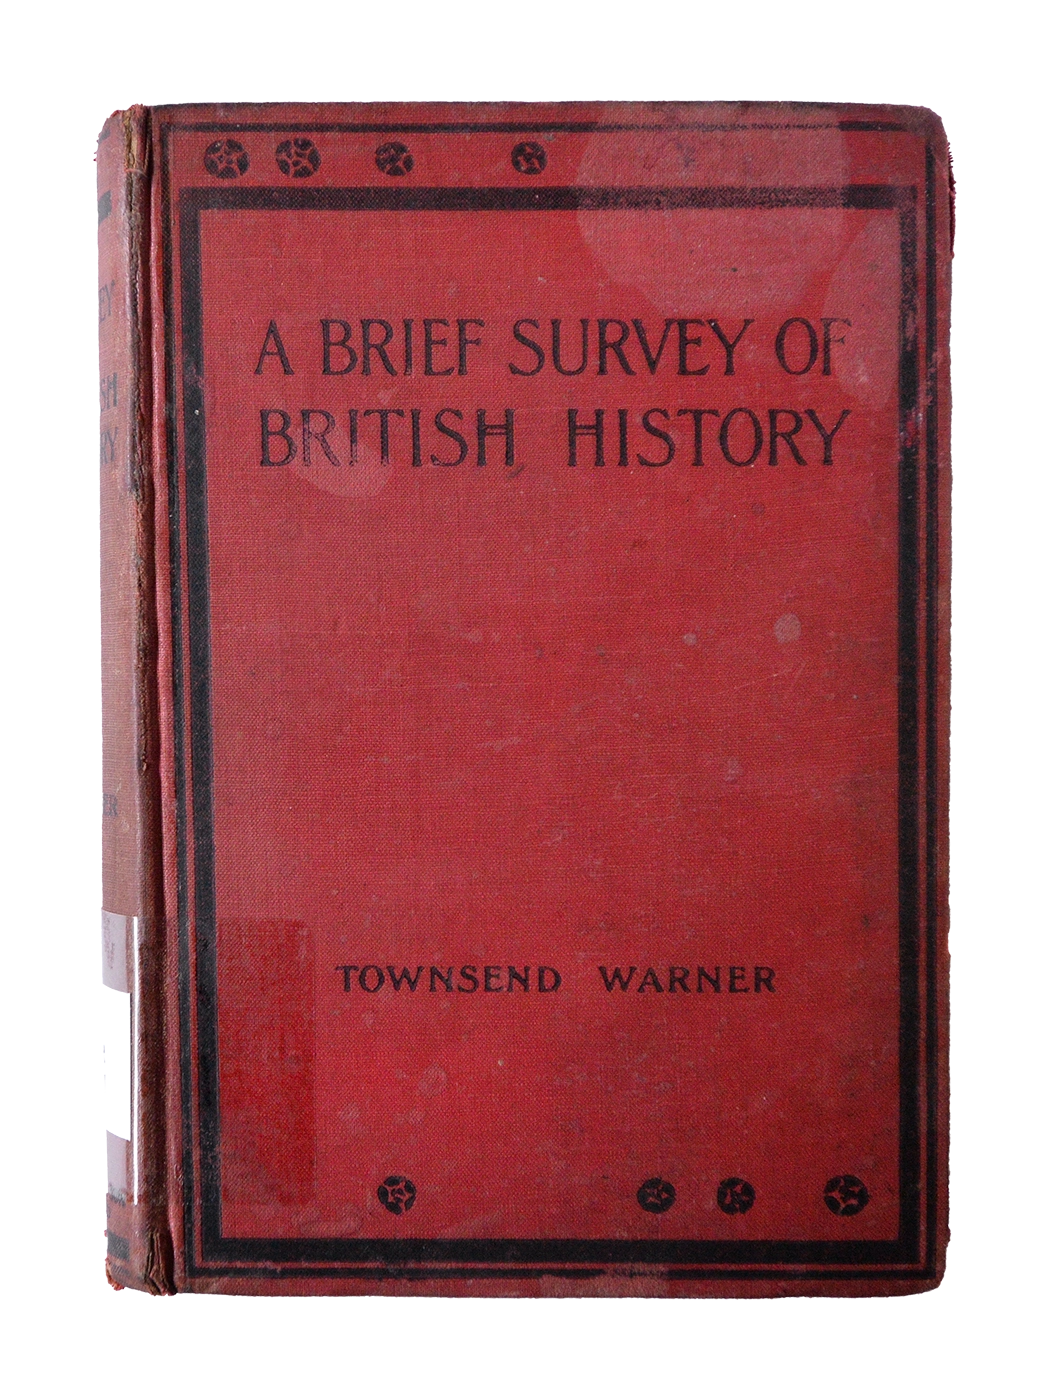 A BRIEF SURVEY OF
BRITISH HISTORY
TOWNSEND WARNER